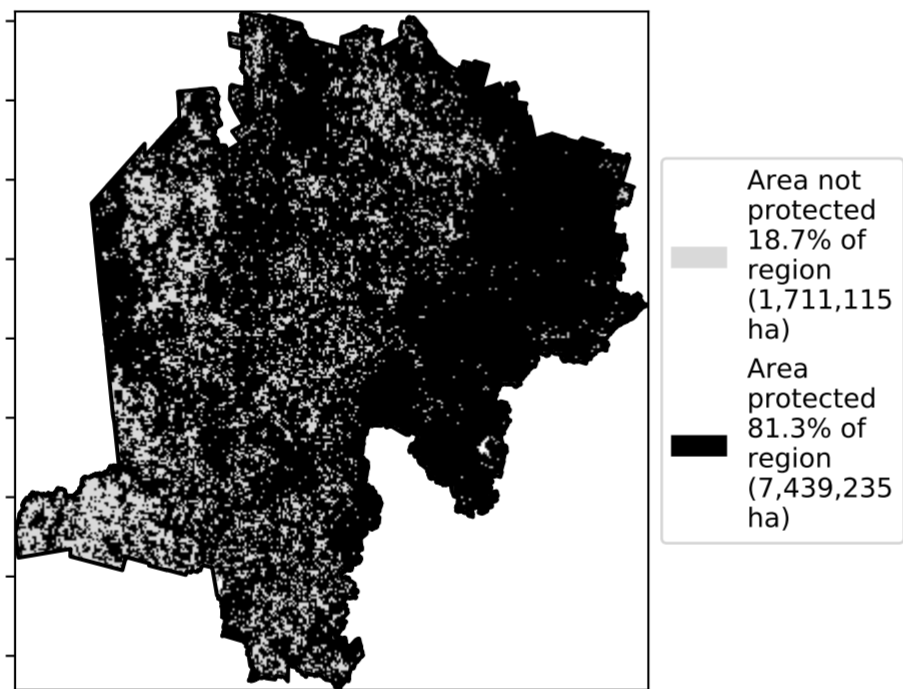 Area not
protected
18.7% of
region
(1,711,115
ha)
Area
protected
81.3% of
region
(7,439,235
ha)